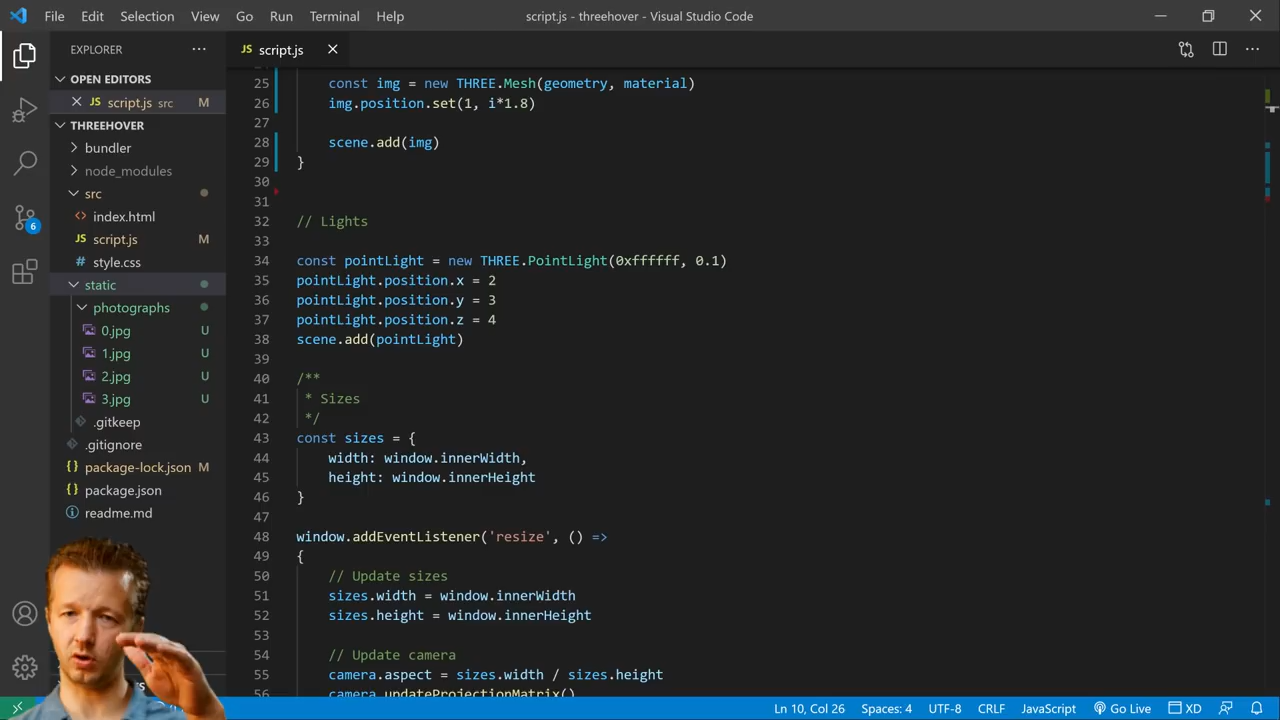 File Edit Selection View Go Run Terminal Help
script.js - threehover - Visual Studio Code
EXPLORER
JS script.js
OPEN EDITORS
JS script.js src M
THREEHOVER
bundler
node_modules
src
<> index.html
JS script.js M
# style.css
static
photographs
0.jpg U
1.jpg U
2.jpg U
3.jpg U
.gitkeep
.gitignore
{} package-lock.json M
{} package.json
readme.md
6
25 const img = new THREE.Mesh(geometry, material)
26 img.position.set(1, i*1.8)
27
28 scene.add(img)
29 }
30
31
32 // Lights
33
34 const pointLight = new THREE.PointLight(0xffffff, 0.1)
35 pointLight.position.x = 2
36 pointLight.position.y = 3
37 pointLight.position.z = 4
38 scene.add(pointLight)
39
40 /**
41 * Sizes
42 */
43 const sizes = {
44 width: window.innerWidth,
45 height: window.innerHeight
46 }
47
48 window.addEventListener('resize', () =>
49 {
50 // Update sizes
51 sizes.width = window.innerWidth
52 sizes.height = window.innerHeight
53
54 // Update camera
55 camera.aspect = sizes.width / sizes.height
56 camera.updateProjectionMatrix()
Ln 10, Col 26 Spaces: 4 UTF-8 CRLF JavaScript Go Live XD